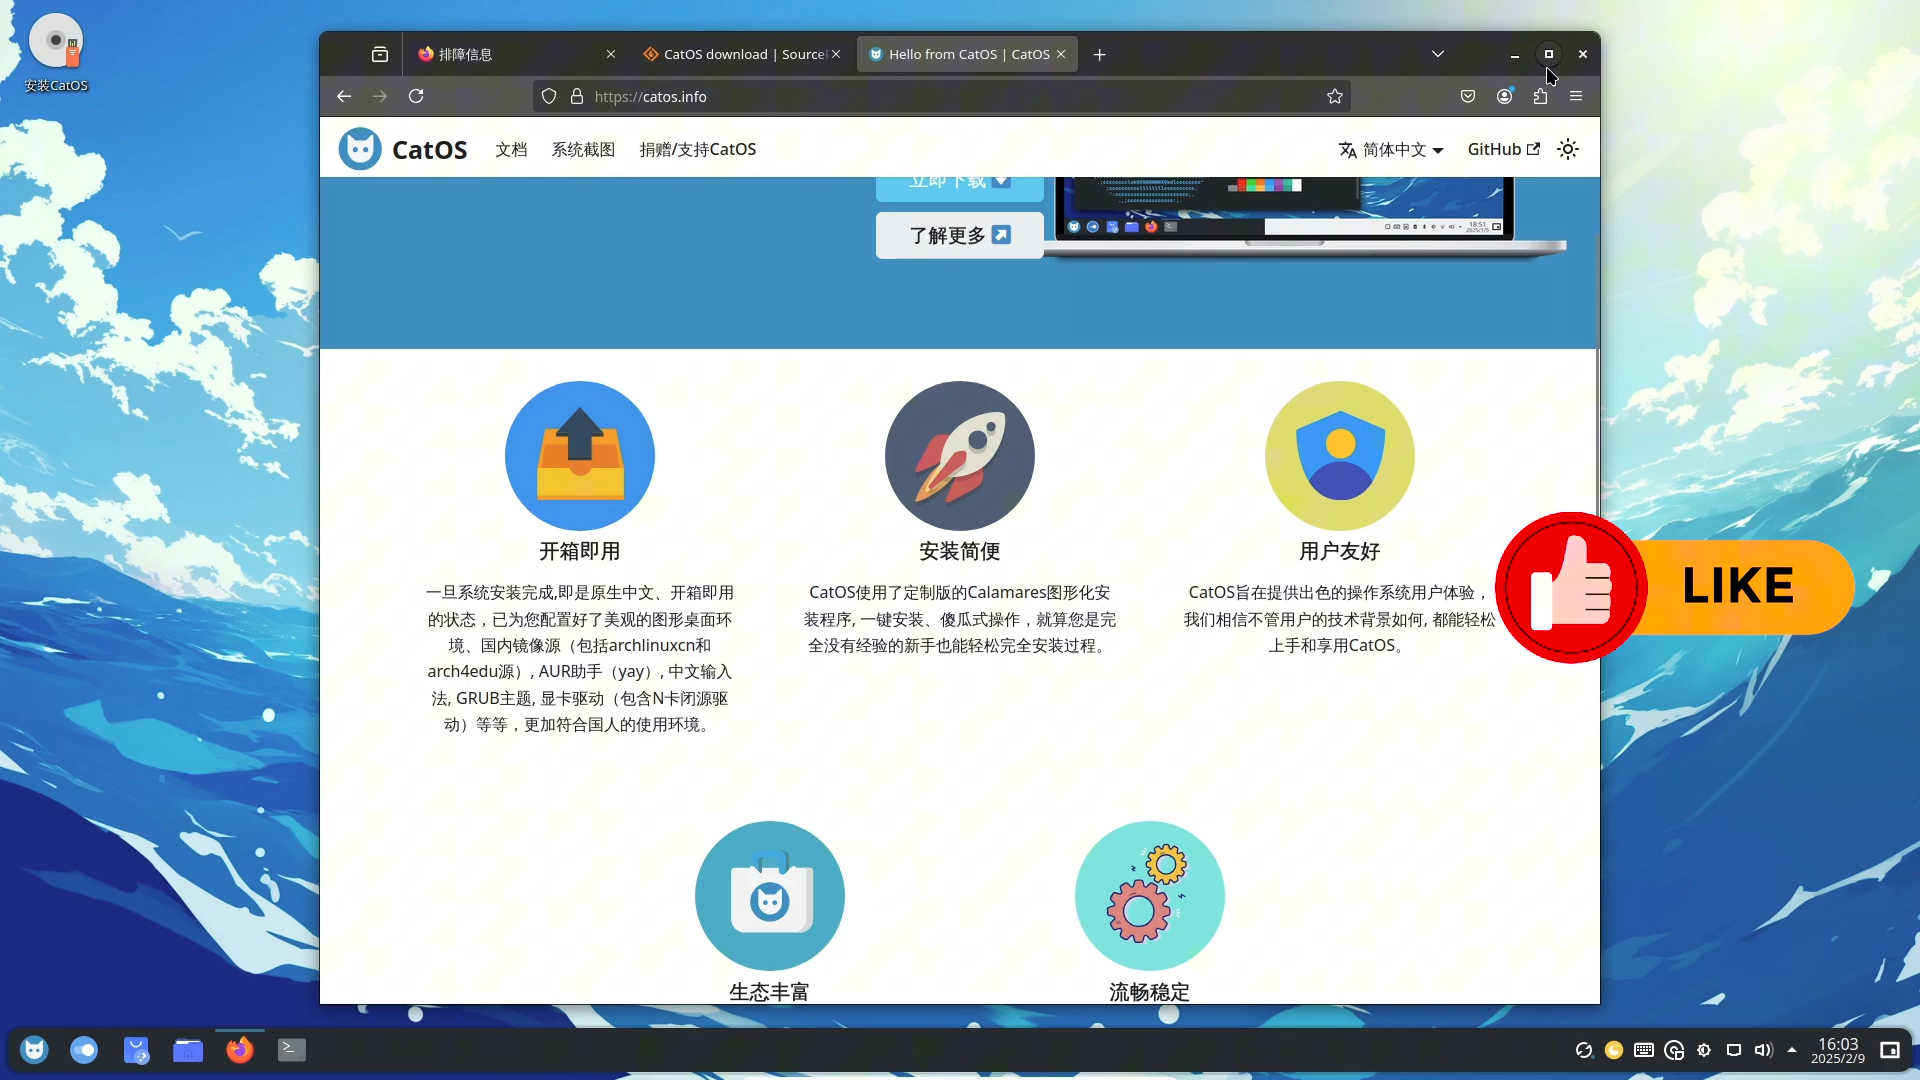 安装CatOS
排障信息
CatOS download | Source
Hello from CatOS | CatOS
https://catos.info
CatOS
文档
系统截图
捐赠/支持CatOS
简体中文
GitHub
立即下载
了解更多
18:51
2025/1/5
开箱即用
一旦系统安装完成,即是原生中文、开箱即用
的状态，已为您配置好了美观的图形桌面环
境、国内镜像源（包括archlinuxcn和
arch4edu源）, AUR助手（yay）, 中文输入
法, GRUB主题, 显卡驱动（包含N卡闭源驱
动）等等，更加符合国人的使用环境。
安装简便
CatOS使用了定制版的Calamares图形化安
装程序, 一键安装、傻瓜式操作，就算您是完
全没有经验的新手也能轻松完全安装过程。
用户友好
CatOS旨在提供出色的操作系统用户体验，
我们相信不管用户的技术背景如何, 都能轻松
上手和享用CatOS。
LIKE
生态丰富
流畅稳定
16:03
2025/2/9